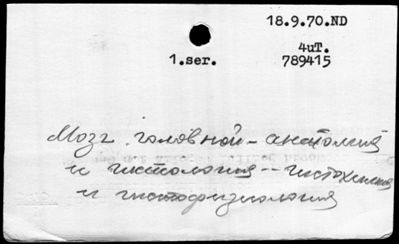 18.9.70.ND
4uT.
1.ser. 789415
Мозг головной - анатомия
и гистология -- гистохимия
и гистофизиология